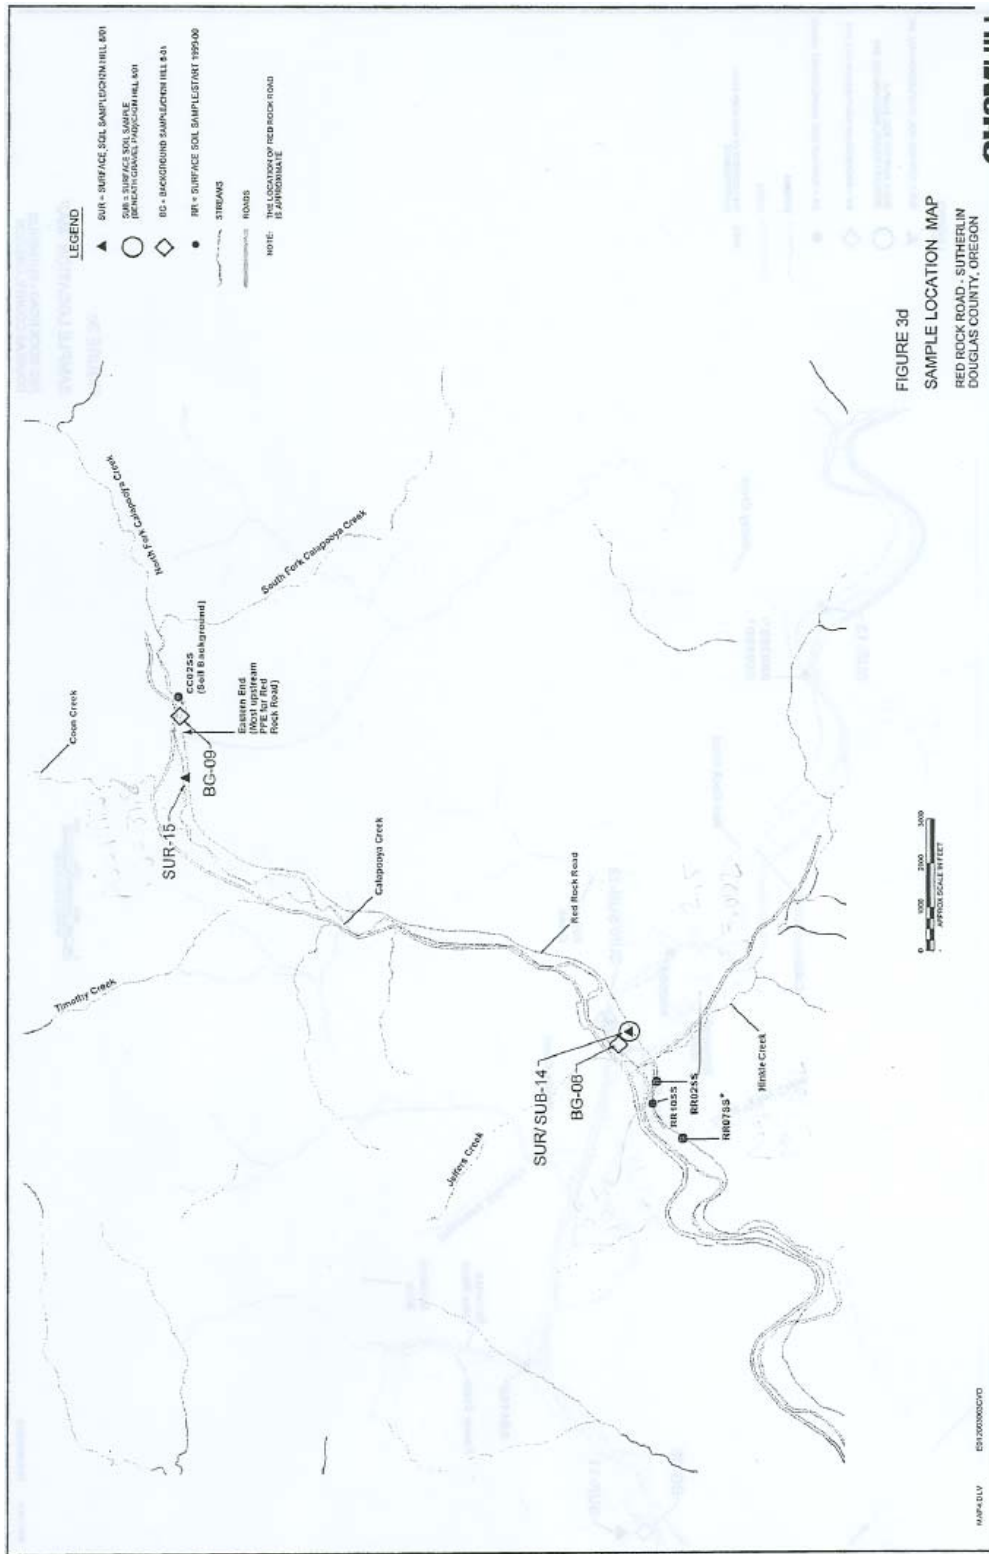 LEGEND
SUR = SURFACE SOIL SAMPLE/CH2M HILL 8/01
SUB = SURFACE SOIL SAMPLE
(BENEATH GRAVEL PAD)/CH2M HILL 8/01
BG = BACKGROUND SAMPLE/CH2M HILL 8/01
RR = SURFACE SOIL SAMPLE/START 1999-00
STREAMS
ROADS
NOTE: THE LOCATION OF RED ROCK ROAD
IS APPROXIMATE
North Fork Calapooya Creek
South Fork Calapooya Creek
Coon Creek
CC02SS
(Soil Background)
Eastern End
(Most upstream
PPE for Red
Rock Road)
BG-09
SUR-15
Calapooya Creek
Timothy Creek
Red Rock Road
SUR/ SUB-14
BG-08
Jeffers Creek
RR10SS
RR02SS
RR07SS*
Hinkle Creek
0 1000 2000 3000
APPROX SCALE IN FEET
FIGURE 3d
SAMPLE LOCATION MAP
RED ROCK ROAD - SUTHERLIN
DOUGLAS COUNTY, OREGON